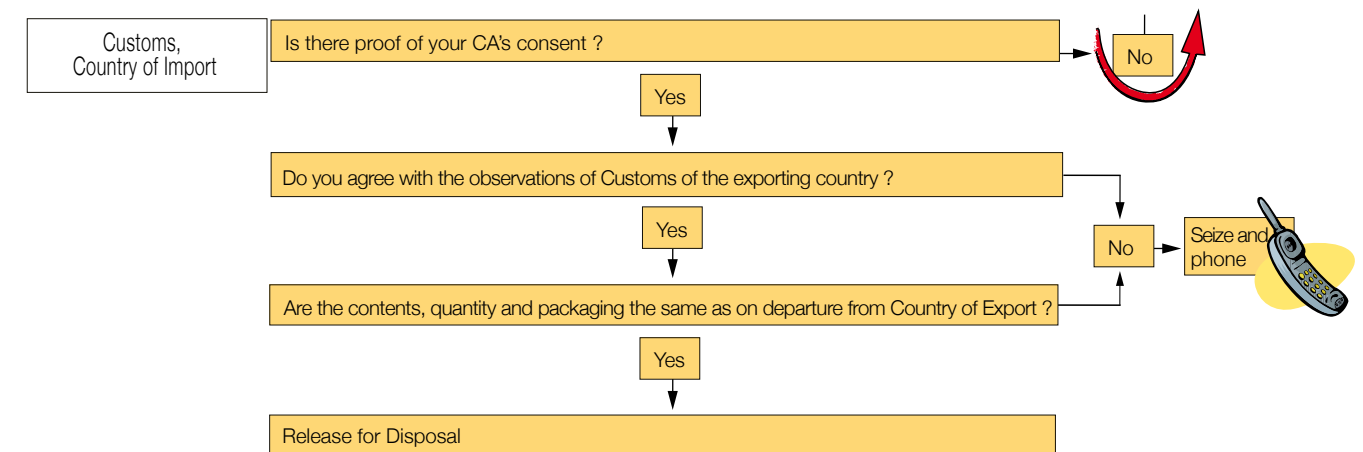 Customs,
Country of Import
Is there proof of your CA's consent ?
No
Yes
Do you agree with the observations of Customs of the exporting country ?
Yes
No
Seize and
phone
Are the contents, quantity and packaging the same as on departure from Country of Export ?
Yes
Release for Disposal